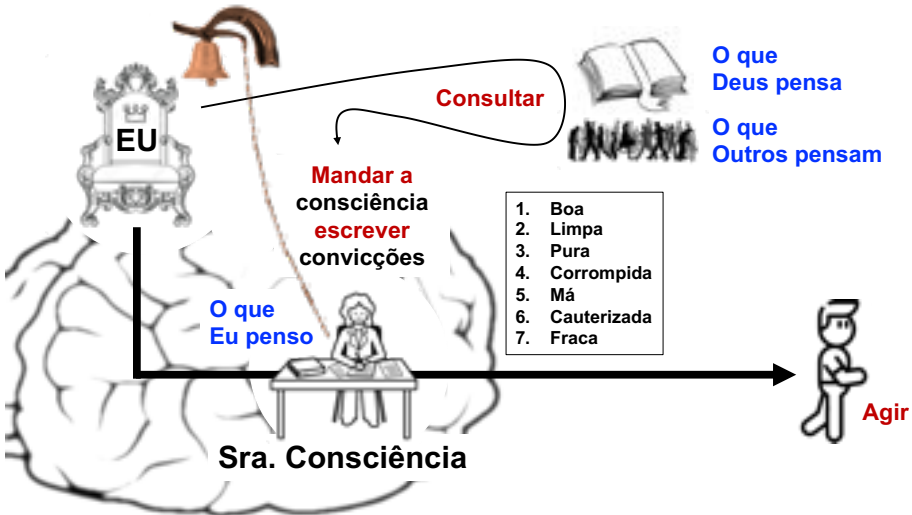 EU
Consultar
O que
Deus pensa
O que
Outros pensam
Mandar a
consciência
escrever
convicções
1. Boa
2. Limpa
3. Pura
4. Corrompida
5. Má
6. Cauterizada
7. Fraca
O que
Eu penso
Agir
Sra. Consciência